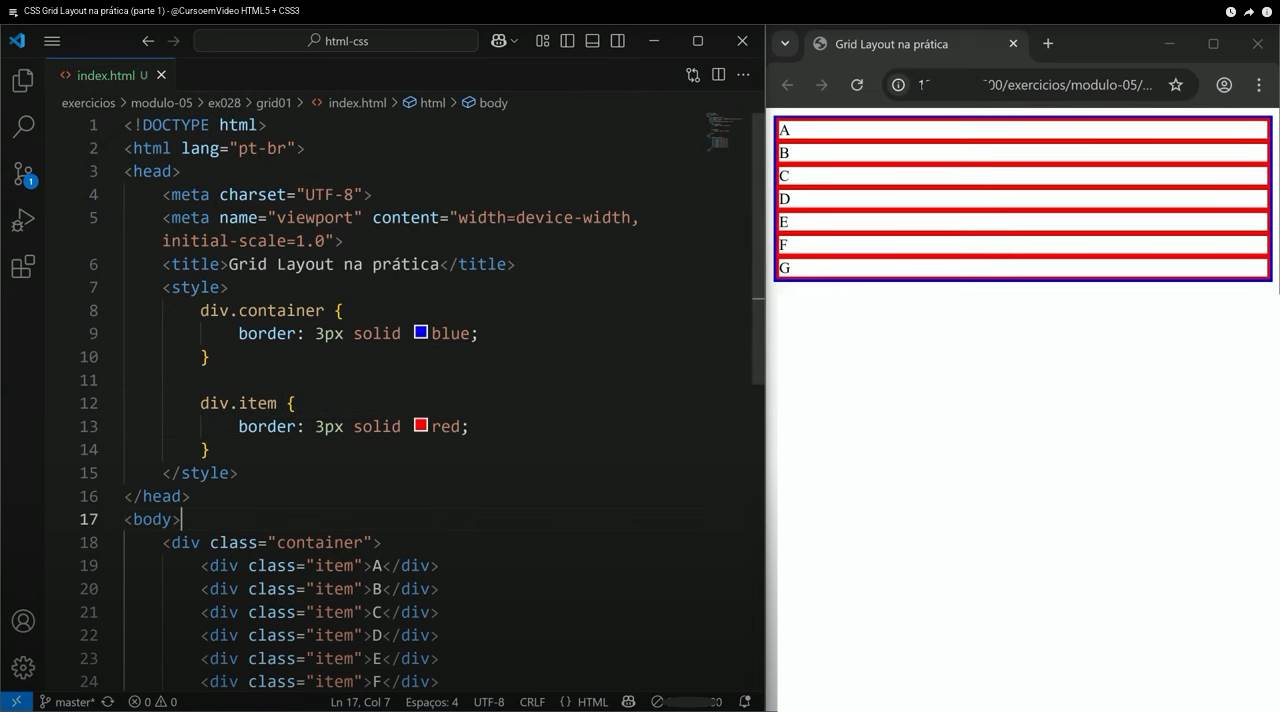 CSS Grid Layout na prática (parte 1) - @CursoemVideo HTML5 + CSS3
html-css
Grid Layout na prática
index.html U
00/exercicios/modulo-05/...
exercicios > modulo-05 > ex028 > grid01 > index.html > html > body
1 <!DOCTYPE html>
2 <html lang="pt-br">
3 <head>
4 <meta charset="UTF-8">
5 <meta name="viewport" content="width=device-width,
initial-scale=1.0">
6 <title>Grid Layout na prática</title>
7 <style>
8 div.container {
9 border: 3px solid blue;
10 }
11
12 div.item {
13 border: 3px solid red;
14 }
15 </style>
16 </head>
17 <body>
18 <div class="container">
19 <div class="item">A</div>
20 <div class="item">B</div>
21 <div class="item">C</div>
22 <div class="item">D</div>
23 <div class="item">E</div>
24 <div class="item">F</div>
1
A
B
C
D
E
F
G
master* 0 0 Ln 17, Col 7 Espaços: 4 UTF-8 CRLF {} HTML